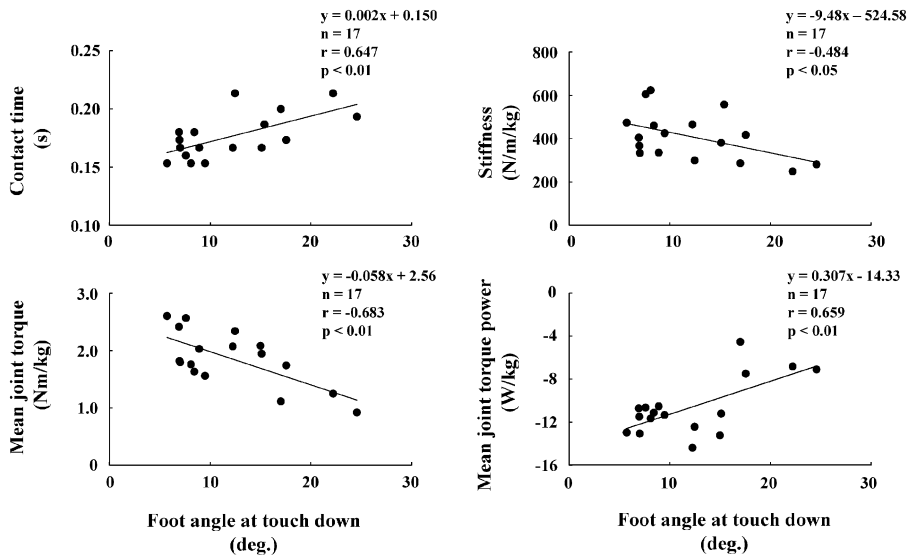 y = 0.002x + 0.150
n = 17
r = 0.647
p < 0.01
0.25
0.20
0.15
0.10
Contact time
(s)
0
10
20
30
y = -9.48x – 524.58
n = 17
r = -0.484
p < 0.05
800
600
400
200
0
Stiffness
(N/m/kg)
0
10
20
30
y = -0.058x + 2.56
n = 17
r = -0.683
p < 0.01
3.0
2.0
1.0
0
Mean joint torque
(Nm/kg)
0
10
20
30
Foot angle at touch down
(deg.)
y = 0.307x - 14.33
n = 17
r = 0.659
p < 0.01
0
-4
-8
-12
-16
Mean joint torque power
(W/kg)
0
10
20
30
Foot angle at touch down
(deg.)